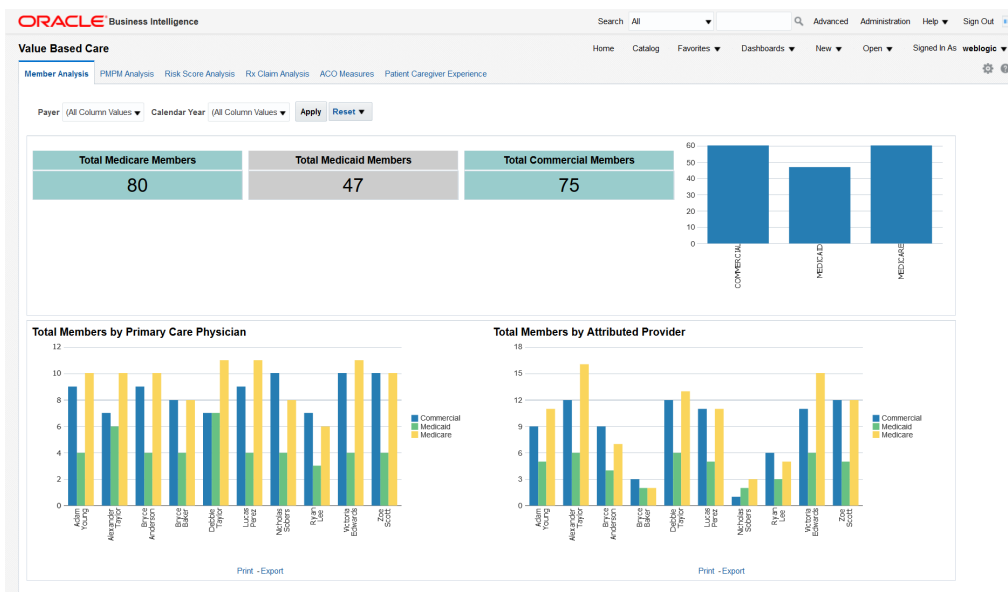 ORACLE Business Intelligence
Search All Advanced Administration Help Sign Out
Value Based Care
Home Catalog Favorites Dashboards New Open Signed In As weblogic
Member Analysis PMPM Analysis Risk Score Analysis Rx Claim Analysis ACO Measures Patient Caregiver Experience
Payer (All Column Values Calendar Year (All Column Values Apply Reset
Total Medicare Members Total Medicaid Members Total Commercial Members
80 47 75
60
50
40
30
20
10
0
COMMERCIAL MEDICAID MEDICARE
Total Members by Primary Care Physician
12
10
8
6
4
2
0
Adam Young Alexander Taylor Bryce Anderson Bryce Baker Debbe Taylor Lucas Perez Nicholas Sobers Ryan Lee Victoria Edwards Zoe Scott
Commercial
Medicaid
Medicare
Print - Export
Total Members by Attributed Provider
18
15
12
9
6
3
0
Adam Young Alexander Taylor Bryce Anderson Bryce Baker Debbe Taylor Lucas Perez Nicholas Sobers Ryan Lee Victoria Edwards Zoe Scott
Commercial
Medicaid
Medicare
Print - Export